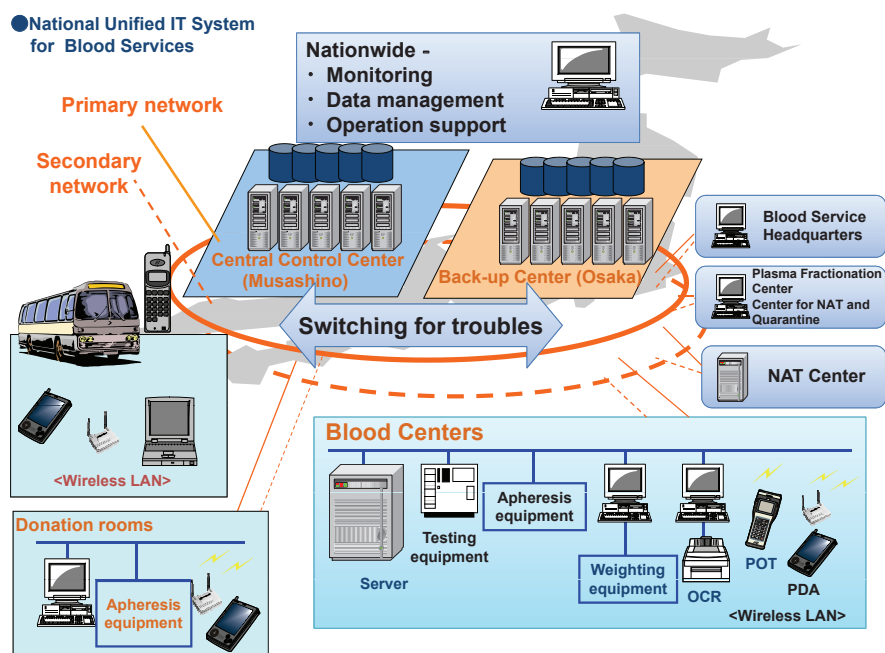 ●National Unified IT System
for Blood Services
Nationwide -
・ Monitoring
・ Data management
・ Operation support
Primary network
Secondary
network
Central Control Center
(Musashino)
Back-up Center (Osaka)
Switching for troubles
Blood Service
Headquarters
Plasma Fractionation
Center
Center for NAT and
Quarantine
NAT Center
<Wireless LAN>
Donation rooms
Apheresis
equipment
Blood Centers
Server
Testing
equipment
Apheresis
equipment
Weighting
equipment
OCR
POT
PDA
<Wireless LAN>